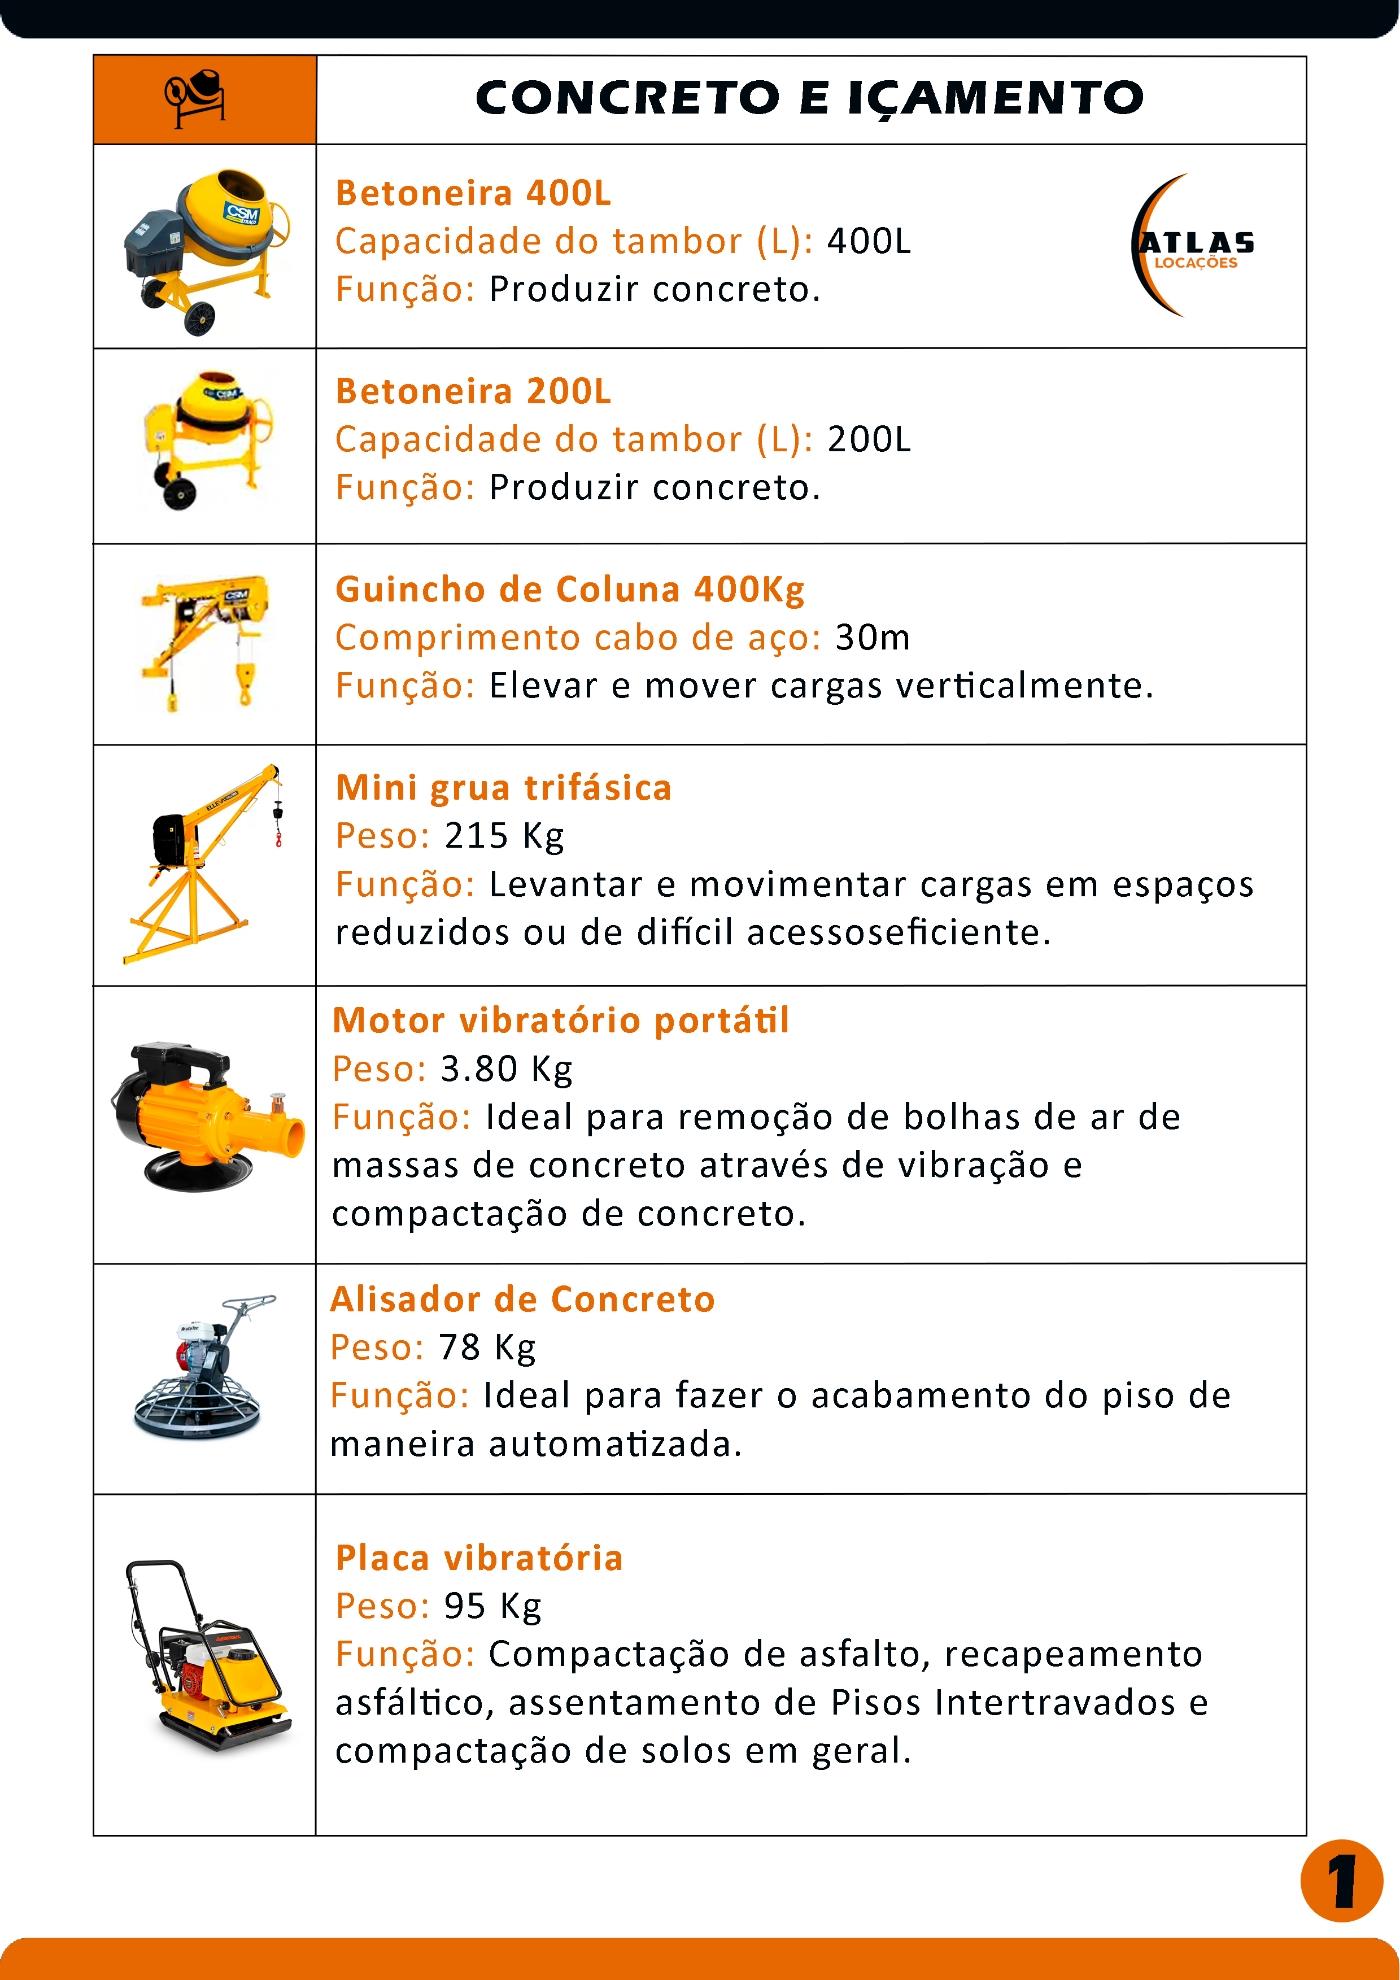 CONCRETO E IÇAMENTO
CSM
Betoneira 400L
Capacidade do tambor (L): 400L
Função: Produzir concreto.
ATLAS
LOCAÇÕES
CSM
Betoneira 200L
Capacidade do tambor (L): 200L
Função: Produzir concreto.
CSM
Guincho de Coluna 400Kg
Comprimento cabo de aço: 30m
Função: Elevar e mover cargas verticalmente.
Mini grua trifásica
Peso: 215 Kg
Função: Levantar e movimentar cargas em espaços
reduzidos ou de difícil acessoseficiente.
Motor vibratório portátil
Peso: 3.80 Kg
Função: Ideal para remoção de bolhas de ar de
massas de concreto através de vibração e
compactação de concreto.
Alisador de Concreto
Peso: 78 Kg
Função: Ideal para fazer o acabamento do piso de
maneira automatizada.
Placa vibratória
Peso: 95 Kg
Função: Compactação de asfalto, recapeamento
asfáltico, assentamento de Pisos Intertravados e
compactação de solos em geral.
1